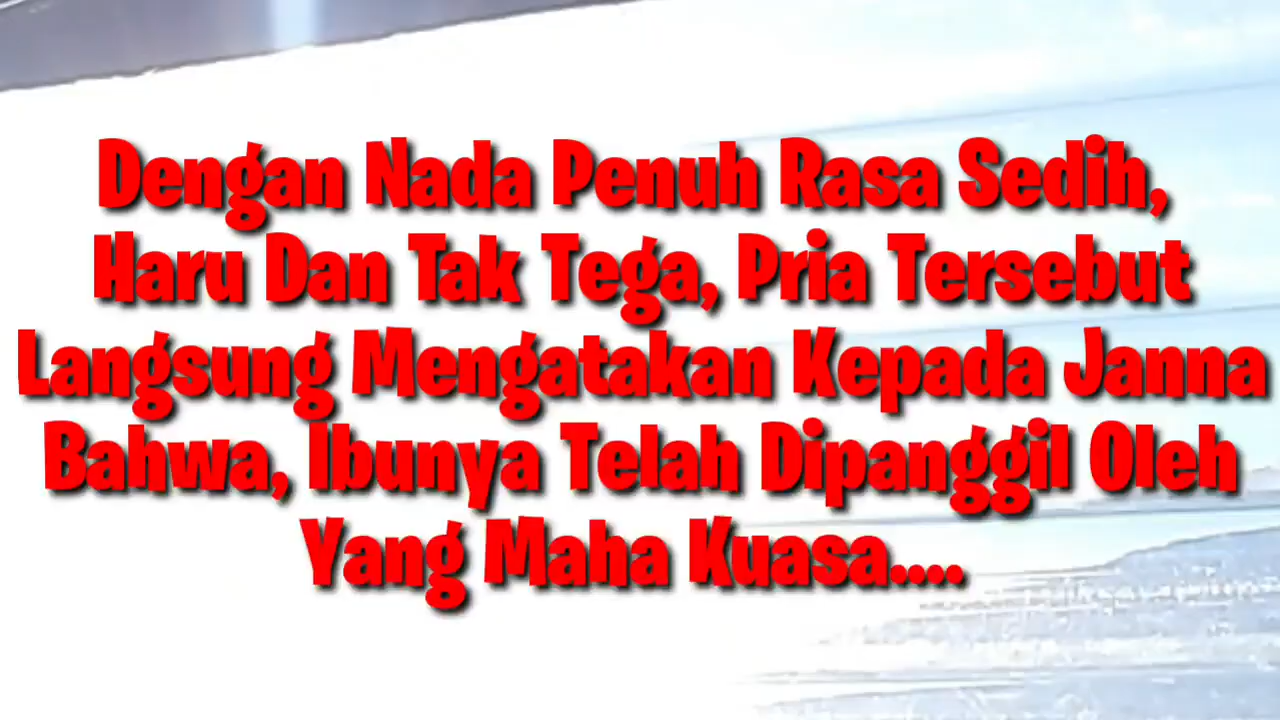 Dengan Nada Penuh Rasa Sedih,
Haru Dan Tak Tega, Pria Tersebut
Langsung Mengatakan Kepada Janna
Bahwa, Ibunya Telah Dipanggil Oleh
Yang Maha Kuasa....